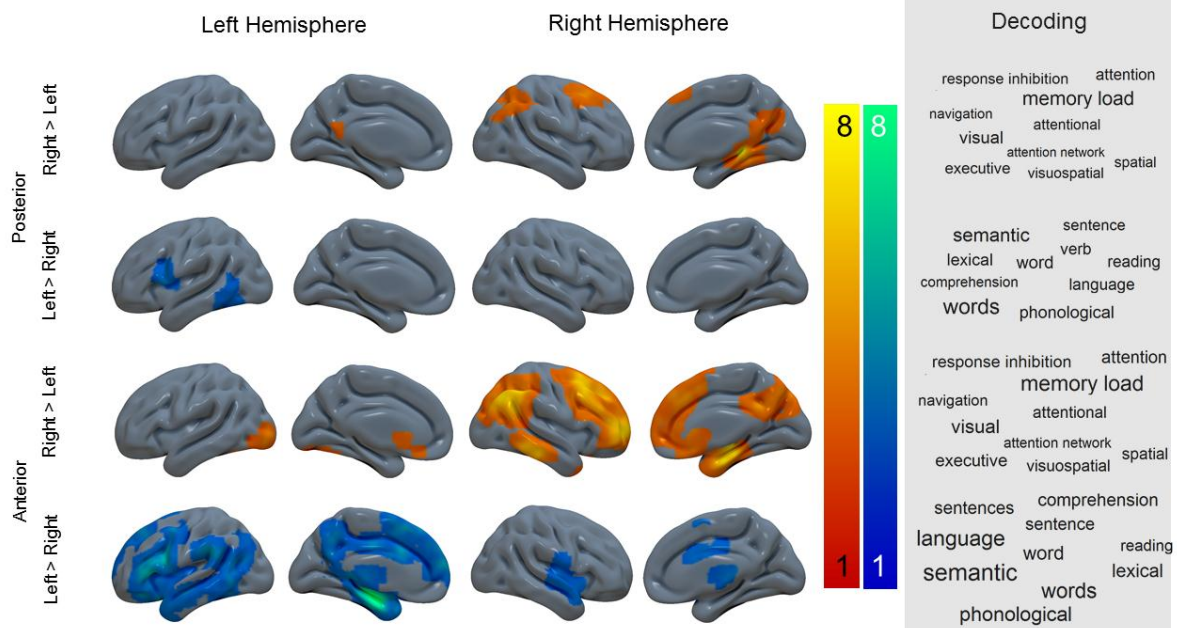 Left Hemisphere
Right Hemisphere
Decoding
Posterior
Right > Left
response inhibition attention
memory load
navigation
attentional
visual
attention network
executive visuospatial spatial
Left > Right
sentence
semantic
verb
lexical word reading
comprehension language
words phonological
8 8
1 1
Anterior
Right > Left
response inhibition attention
memory load
navigation
attentional
visual
attention network
executive visuospatial spatial
Left > Right
comprehension
sentences
sentence
language
word reading
semantic lexical
words
phonological